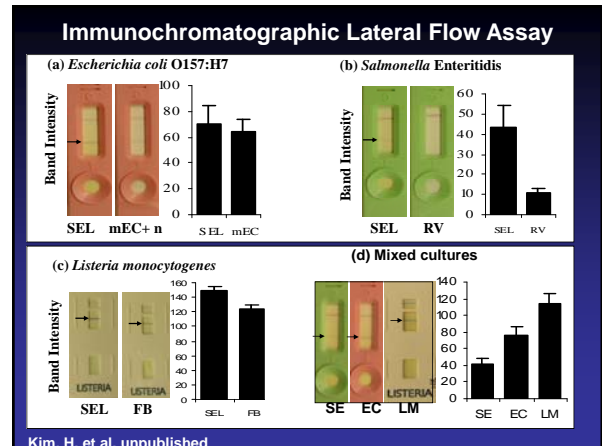 Immunochromatographic Lateral Flow Assay
(a) Escherichia coli O157:H7
Band Intensity
100
80
60
40
20
0
SEL mEC+ n
SEL mEC
(b) Salmonella Enteritidis
Band Intensity
60
50
40
30
20
10
0
SEL RV
SEL RV
(c) Listeria monocytogenes
Band Intensity
LISTERIA LISTERIA
160
140
120
100
80
60
40
20
0
SEL FB
SEL FB
(d) Mixed cultures
LISTERIA
SE EC LM
140
120
100
80
60
40
20
0
SE EC LM
Kim, H. et al. unpublished